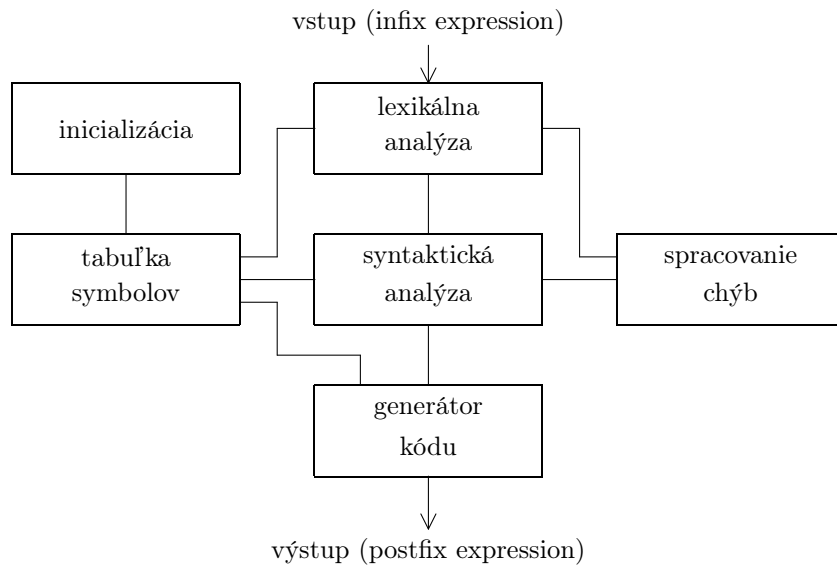 vstup (infix expression)
inicializácia
lexikálna
analýza
tabuľka
symbolov
syntaktická
analýza
spracovanie
chýb
generátor
kódu
výstup (postfix expression)